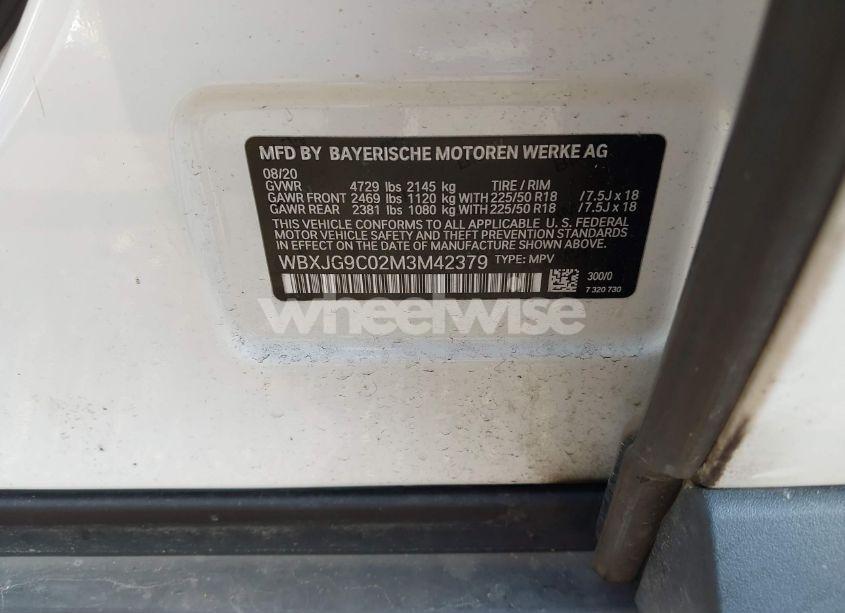 MFD BY BAYERISCHE MOTOREN WERKE AG
08/20
GVWR 4729 lbs 2145 kg TIRE / RIM
GAWR FRONT 2469 lbs 1120 kg WITH 225/50 R18 /7.5J x 18
GAWR REAR 2381 lbs 1080 kg WITH 225/50 R18 /7.5J x 18
THIS VEHICLE CONFORMS TO ALL APPLICABLE U.S. FEDERAL
MOTOR VEHICLE SAFETY AND THEFT PREVENTION STANDARDS
IN EFFECT ON THE DATE OF MANUFACTURE SHOWN ABOVE.
WBXJG9C02M3M42379 TYPE: MPV
300/0
7 320 730
wheelwise